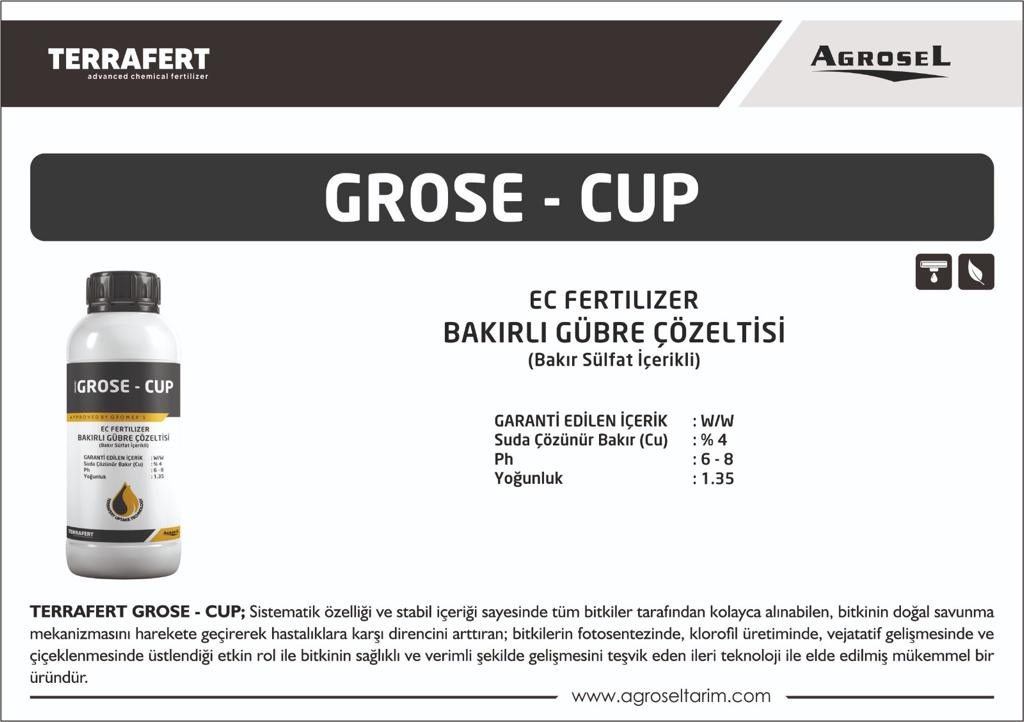 TERRAFERT
advanced chemical fertilizer
AGROSEL
GROSE - CUP
EC FERTILIZER
BAKIRLI GÜBRE ÇÖZELTİSİ
(Bakır Sülfat İçerikli)
GARANTİ EDİLEN İÇERİK : W/W
Suda Çözünür Bakır (Cu) : % 4
Ph : 6 - 8
Yoğunluk : 1.35
GROSE - CUP
APPROVED BY GROMER'S
EC FERTILIZER
BAKIRLI GÜBRE ÇÖZELTİSİ
(Bakır Sülfat İçerikli)
GARANTİ EDİLEN İÇERİK : W/W
Suda Çözünür Bakır (Cu) : % 4
Ph : 6 - 8
Yoğunluk : 1.35
TERRAFERT
AGROSEL
TERRAFERT GROSE - CUP; Sistematik özelliği ve stabil içeriği sayesinde tüm bitkiler tarafından kolayca alınabilen, bitkinin doğal savunma
mekanizmasını harekete geçirerek hastalıklara karşı direncini arttıran; bitkilerin fotosentezinde, klorofil üretiminde, vejatatif gelişmesinde ve
çiçeklenmesinde üstlendiği etkin rol ile bitkinin sağlıklı ve verimli şekilde gelişmesini teşvik eden ileri teknoloji ile elde edilmiş mükemmel bir
üründür.
www.agroseltarim.com